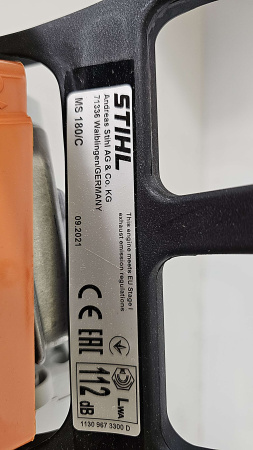 STIHL
Andreas Stihl AG & Co. KG
71336 Waiblingen/GERMANY
MS 180/C
09.2021
This engine meets EU Stage I
exhaust emission regulations
CE EAC
LWA
112 dB
1130 967 3300 D